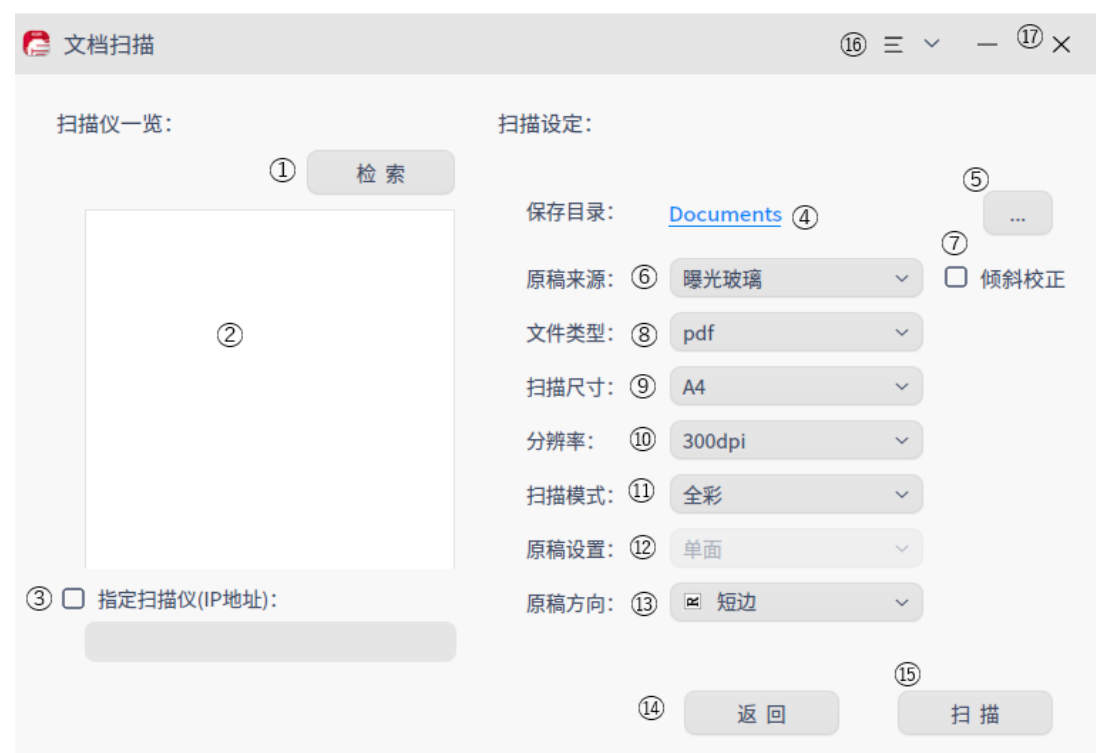 文档扫描 ⑯ ⑰
扫描仪一览：
① 检 索
②
③ 指定扫描仪(IP地址)：
扫描设定：
⑤
保存目录： Documents ④ ...
⑦
原稿来源： ⑥ 曝光玻璃 倾斜校正
文件类型： ⑧ pdf
扫描尺寸： ⑨ A4
分辨率： ⑩ 300dpi
扫描模式： ⑪ 全彩
原稿设置： ⑫ 单面
原稿方向： ⑬ R 短边
⑮
⑭ 返 回 扫 描